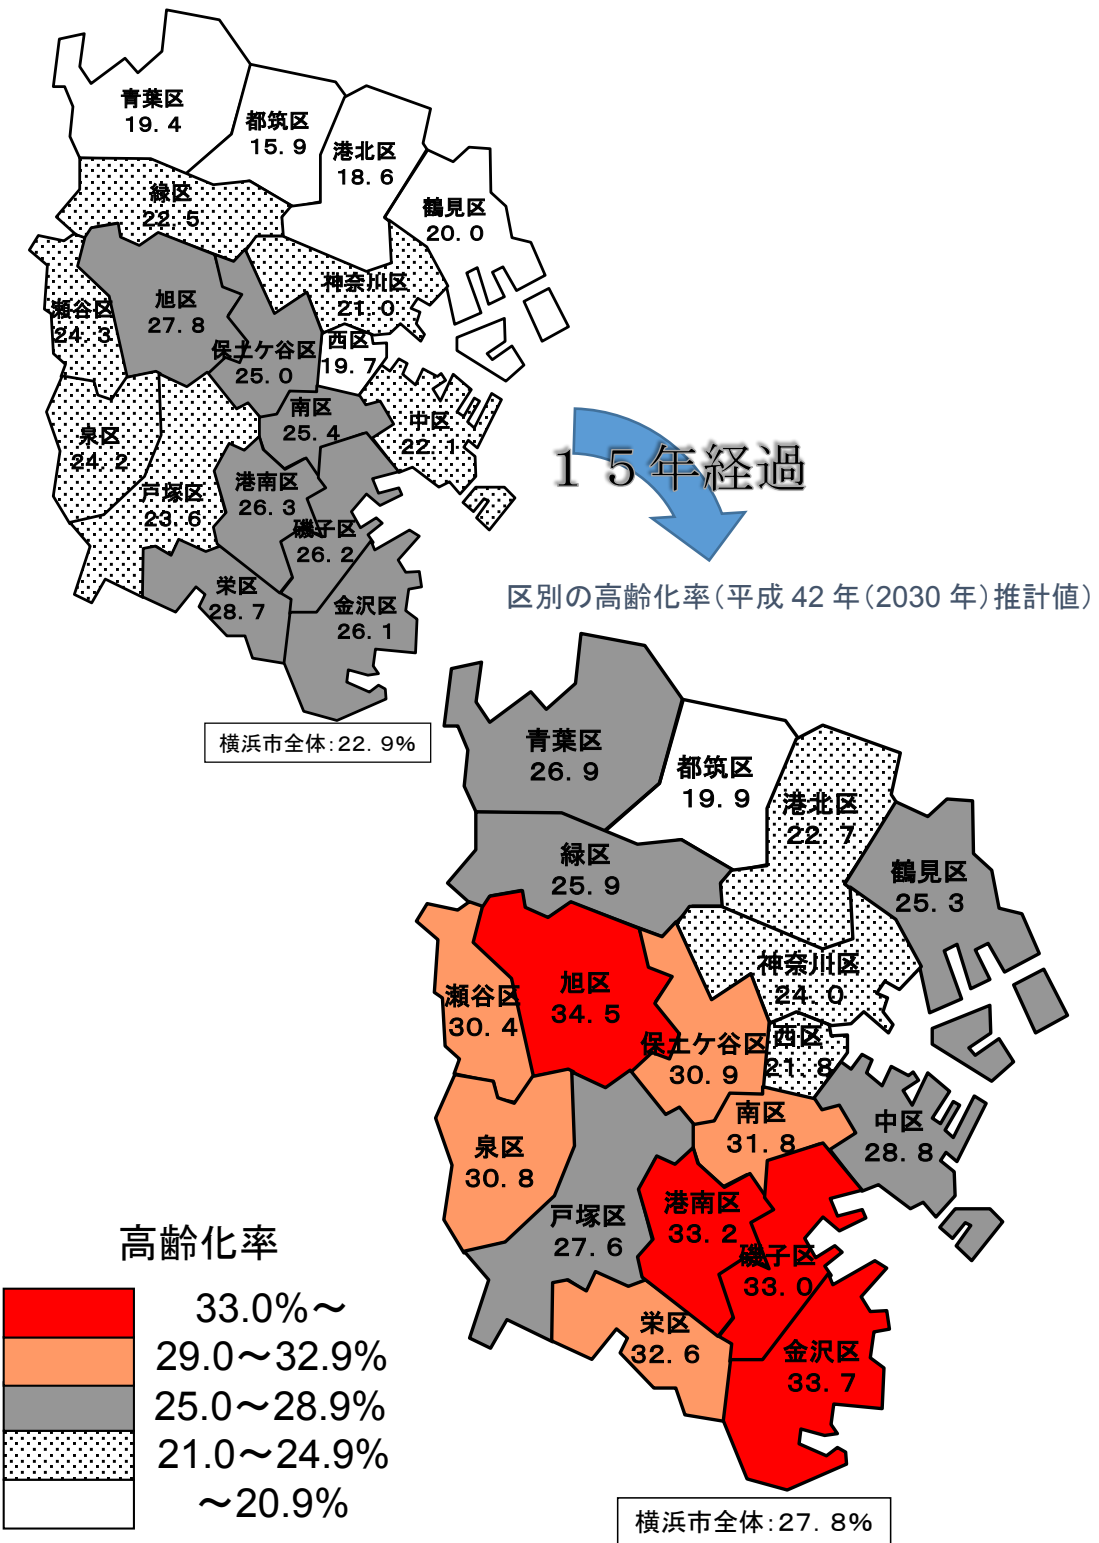 青葉区
19.4
都筑区
15.9
港北区
18.6
鶴見区
20.0
緑区
22.5
神奈川区
21.0
旭区
27.8
瀬谷区
24.3
保土ケ谷区
25.0
西区
19.7
南区
25.4
中区
22.1
泉区
24.2
戸塚区
23.6
港南区
26.3
磯子区
26.2
栄区
28.7
金沢区
26.1
横浜市全体:22.9%
15年経過
区別の高齢化率(平成 42 年(2030 年)推計値)
青葉区
26.9
都筑区
19.9
港北区
22.7
鶴見区
25.3
緑区
25.9
神奈川区
24.0
旭区
34.5
瀬谷区
30.4
保土ケ谷区
30.9
西区
21.8
南区
31.8
中区
28.8
泉区
30.8
戸塚区
27.6
港南区
33.2
磯子区
33.0
栄区
32.6
金沢区
33.7
横浜市全体:27.8%
高齢化率
33.0%~
29.0~32.9%
25.0~28.9%
21.0~24.9%
~20.9%